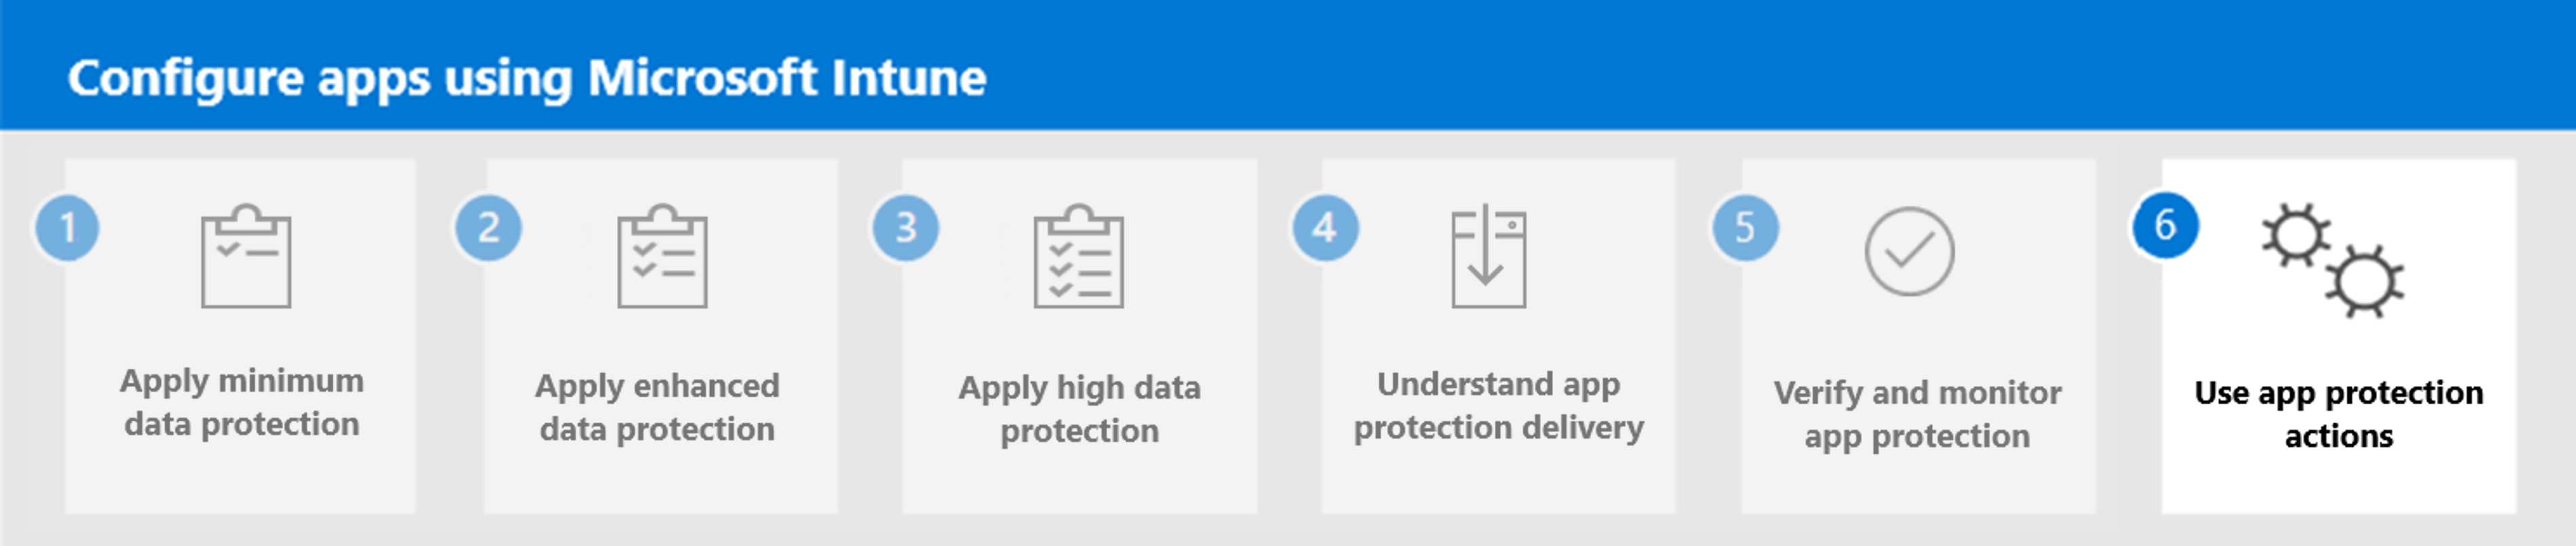 Configure apps using Microsoft Intune
1
Apply minimum
data protection
2
Apply enhanced
data protection
3
Apply high data
protection
4
Understand app
protection delivery
5
Verify and monitor
app protection
6
Use app protection
actions